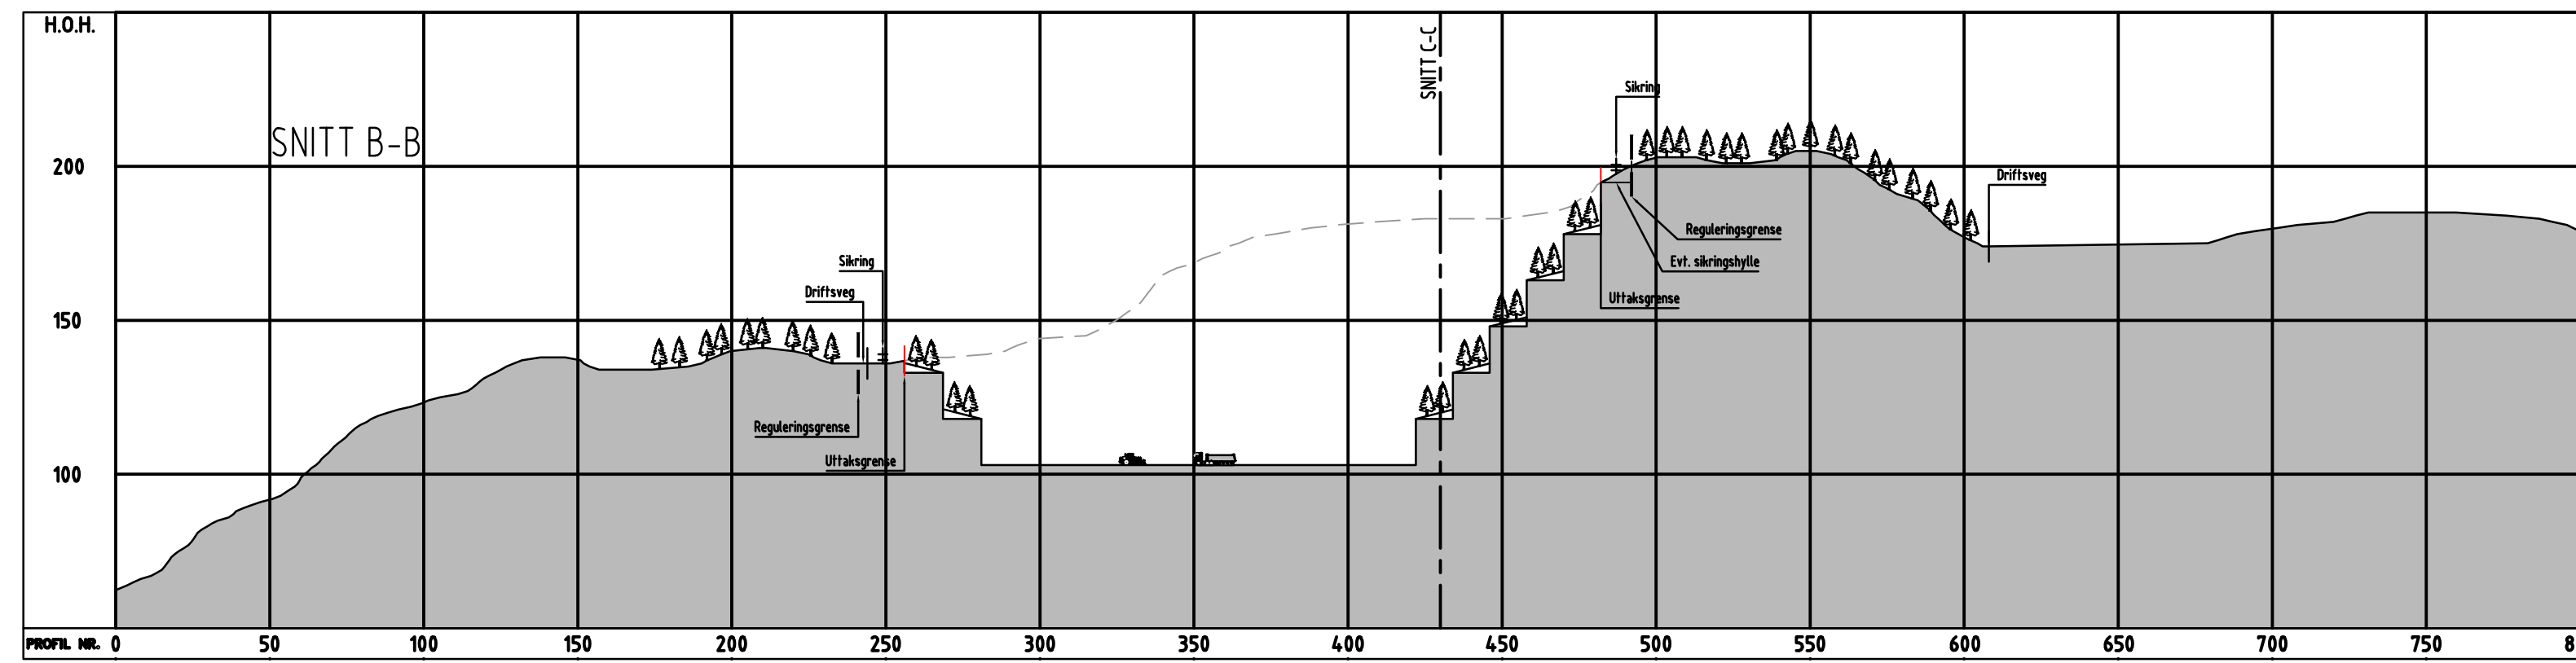 H.O.H.
SNITT C-C
Sikring
SNITT B-B
200
Driftsveg
Reguleringsgrense
Sikring
Evt. sikringshylle
Driftsveg
Uttaksgrense
150
Reguleringsgrense
Uttaksgrense
100
PROFIL NR. 0 50 100 150 200 250 300 350 400 450 500 550 600 650 700 750 8